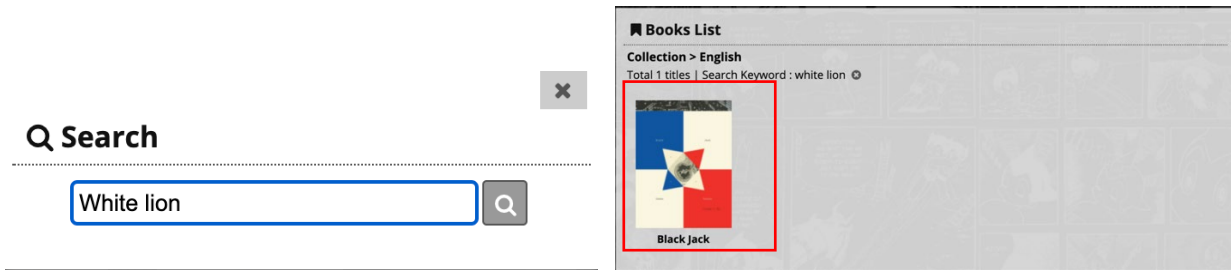 Search
White lion
Books List
Collection > English
Total 1 titles | Search Keyword : white lion
Black Jack